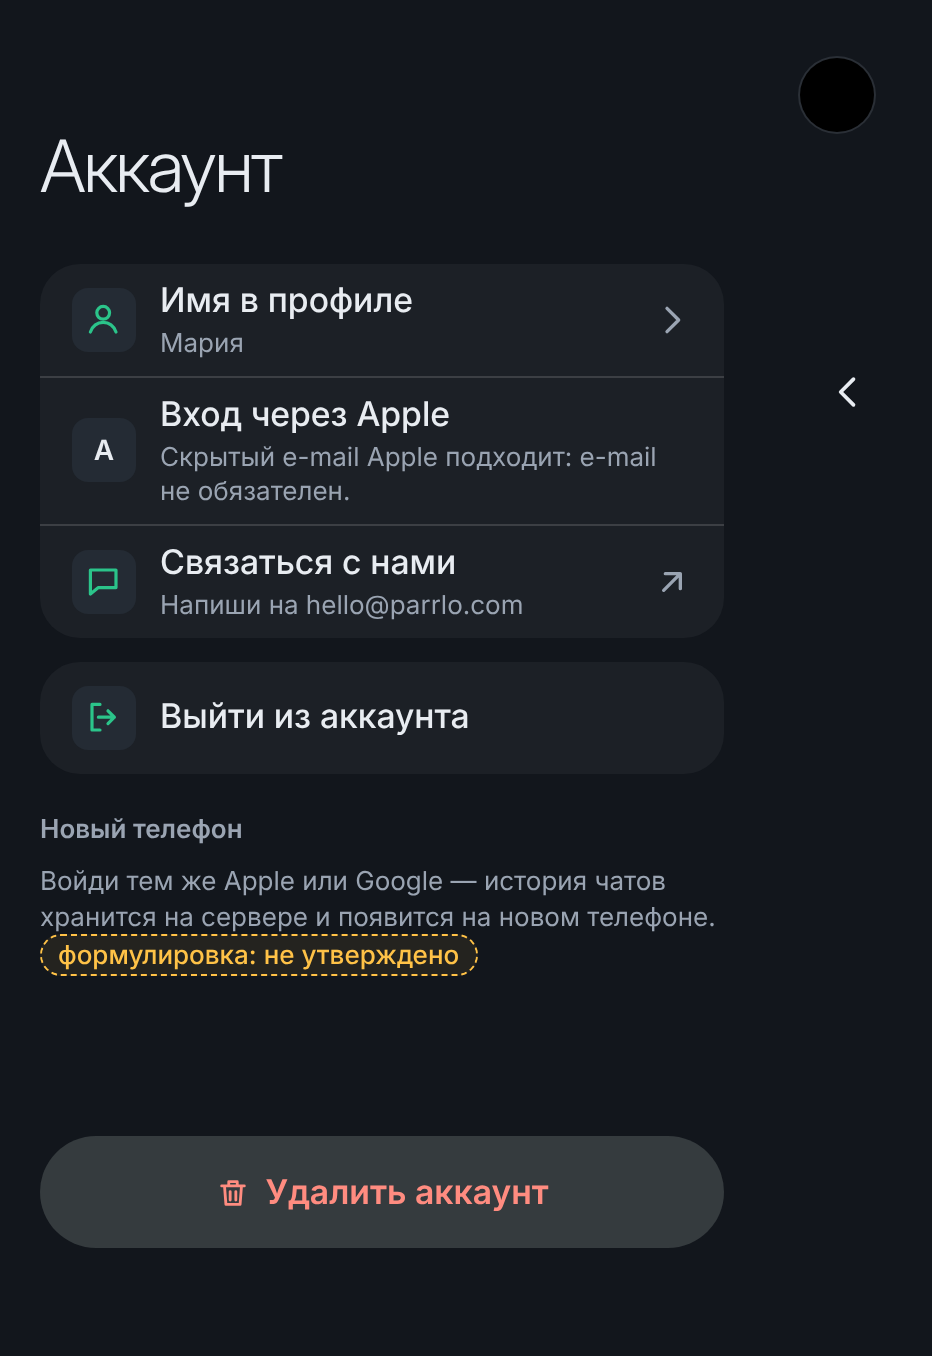 Аккаунт
Имя в профиле
Мария
A
Вход через Apple
Скрытый e-mail Apple подходит: e-mail
не обязателен.
Связаться с нами
Напиши на hello@parrlo.com
Выйти из аккаунта
Новый телефон
Войди тем же Apple или Google — история чатов
хранится на сервере и появится на новом телефоне.
формулировка: не утверждено
Удалить аккаунт